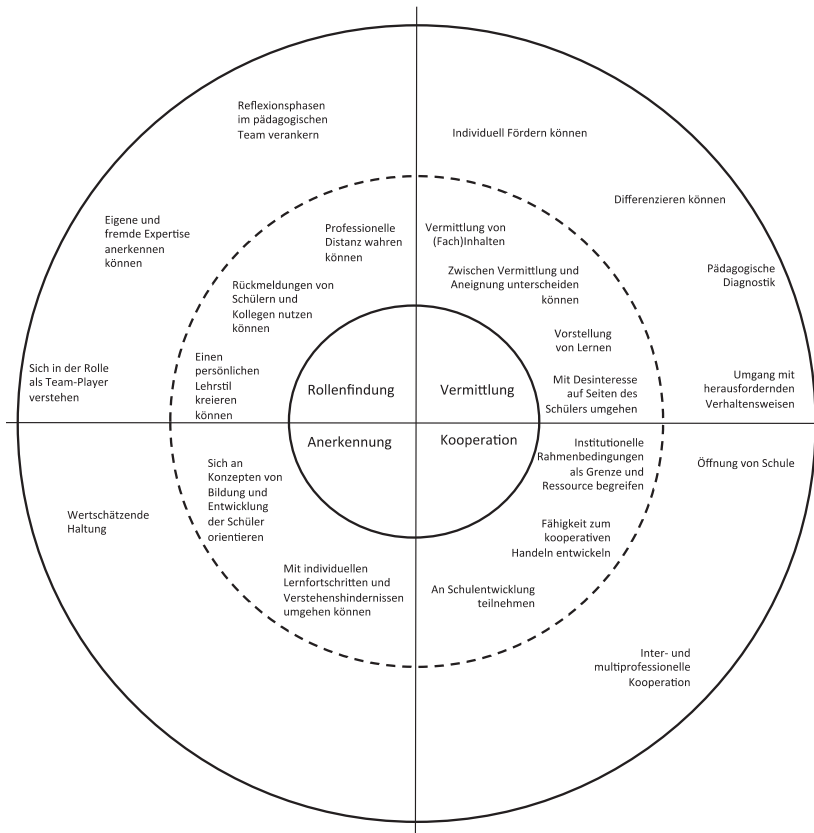 Reflexionsphasen
im pädagogischen
Team verankern
Individuell Fördern können
Differenzieren können
Eigene und
fremde Expertise
anerkennen
können
Professionelle
Distanz wahren
können
Vermittlung von
(Fach)Inhalten
Zwischen Vermittlung und
Aneignung unterscheiden
können
Pädagogische
Diagnostik
Rückmeldungen von
Schülern und
Kollegen nutzen
können
Vorstellung
von Lernen
Sich in der Rolle
als Team-Player
verstehen
Einen
persönlichen
Lehrstil
kreieren
können
Rollenfindung
Vermittlung
Mit Desinteresse
auf Seiten des
Schülers umgehen
Umgang mit
herausfordernden
Verhaltensweisen
Anerkennung
Kooperation
Institutionelle
Rahmenbedingungen
als Grenze und
Ressource begreifen
Öffnung von Schule
Sich an
Konzepten von
Bildung und
Entwicklung
der Schüler
orientieren
Wertschätzende
Haltung
Fähigkeit zum
kooperativen
Handeln entwickeln
Mit individuellen
Lernfortschritten und
Verstehenshindernissen
umgehen können
An Schulentwicklung
teilnehmen
Inter- und
multiprofessionelle
Kooperation